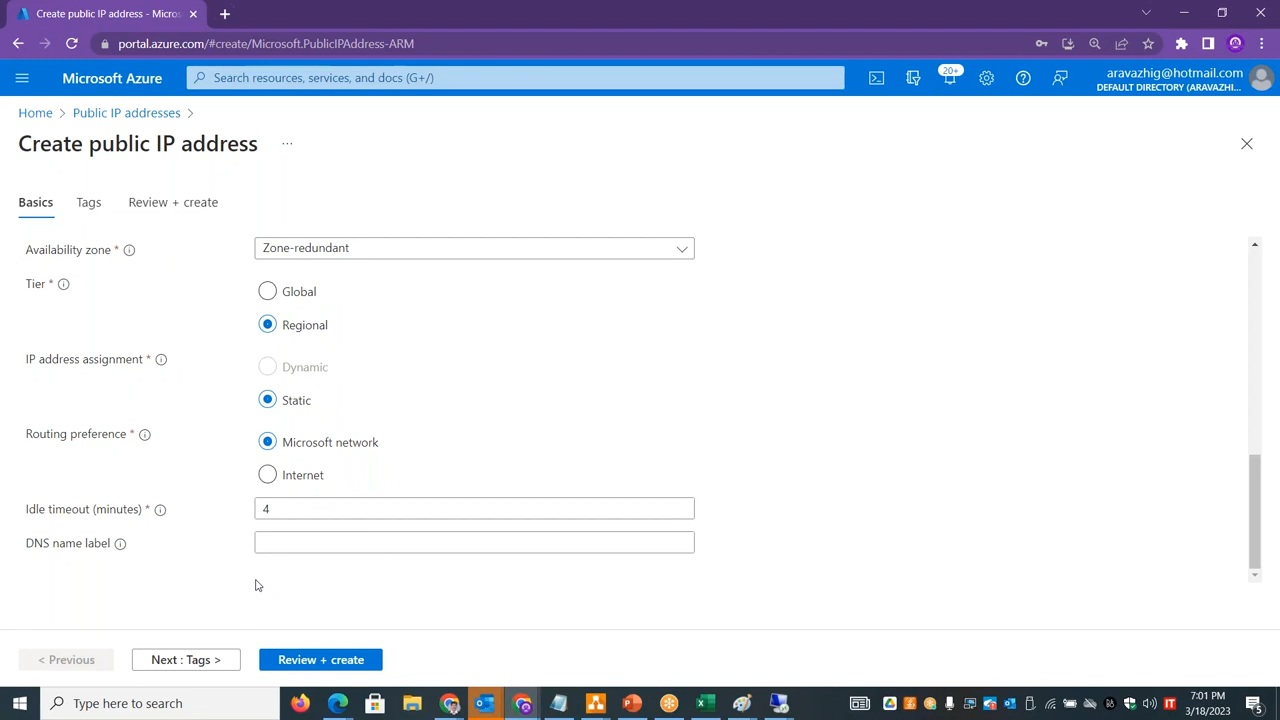 Create public IP address - Micros
portal.azure.com/#create/Microsoft.PublicIPAddress-ARM
Microsoft Azure
Search resources, services, and docs (G+/)
20+
aravazhig@hotmail.com
DEFAULT DIRECTORY (ARAVAZHI...
Home > Public IP addresses >
Create public IP address ...
Basics
Tags
Review + create
Availability zone *
Zone-redundant
Tier *
Global
Regional
IP address assignment *
Dynamic
Static
Routing preference *
Microsoft network
Internet
Idle timeout (minutes) *
4
DNS name label
< Previous
Next : Tags >
Review + create
Type here to search
7:01 PM
3/18/2023
5